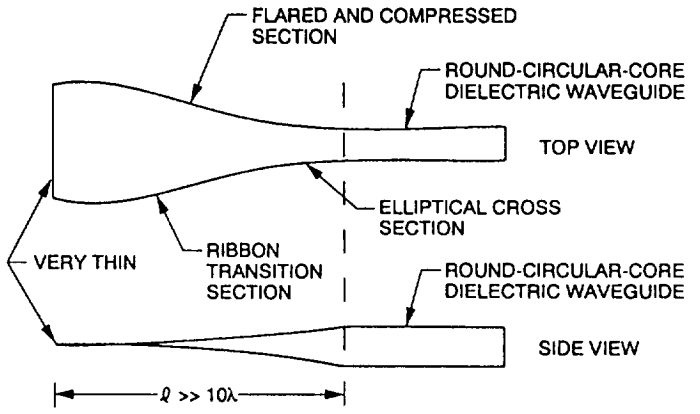 FLARED AND COMPRESSED
SECTION
ROUND-CIRCULAR-CORE
DIELECTRIC WAVEGUIDE
TOP VIEW
ELLIPTICAL CROSS
SECTION
RIBBON
TRANSITION
SECTION
VERY THIN
ROUND-CIRCULAR-CORE
DIELECTRIC WAVEGUIDE
SIDE VIEW
ℓ >> 10λ